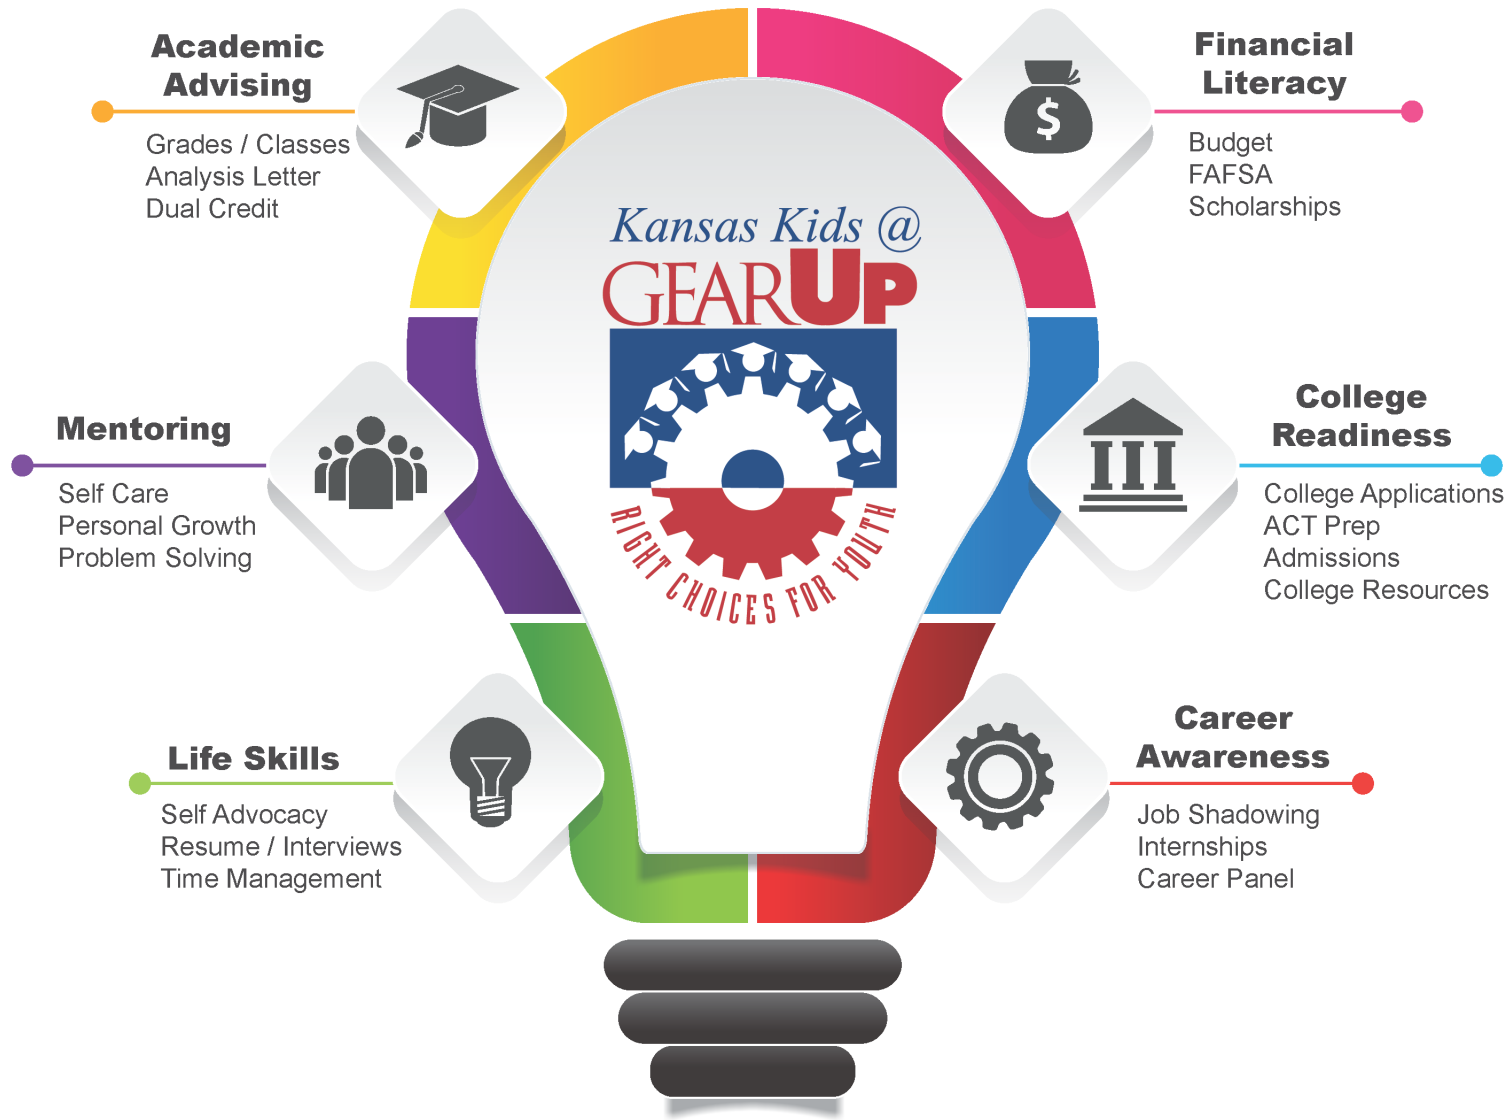 Academic
Advising
Grades / Classes
Analysis Letter
Dual Credit
Financial
Literacy
$
Budget
FAFSA
Scholarships
Kansas Kids @
GEARUP
RIGHT CHOICES FOR YOUTH
Mentoring
Self Care
Personal Growth
Problem Solving
College
Readiness
College Applications
ACT Prep
Admissions
College Resources
Life Skills
Self Advocacy
Resume / Interviews
Time Management
Career
Awareness
Job Shadowing
Internships
Career Panel